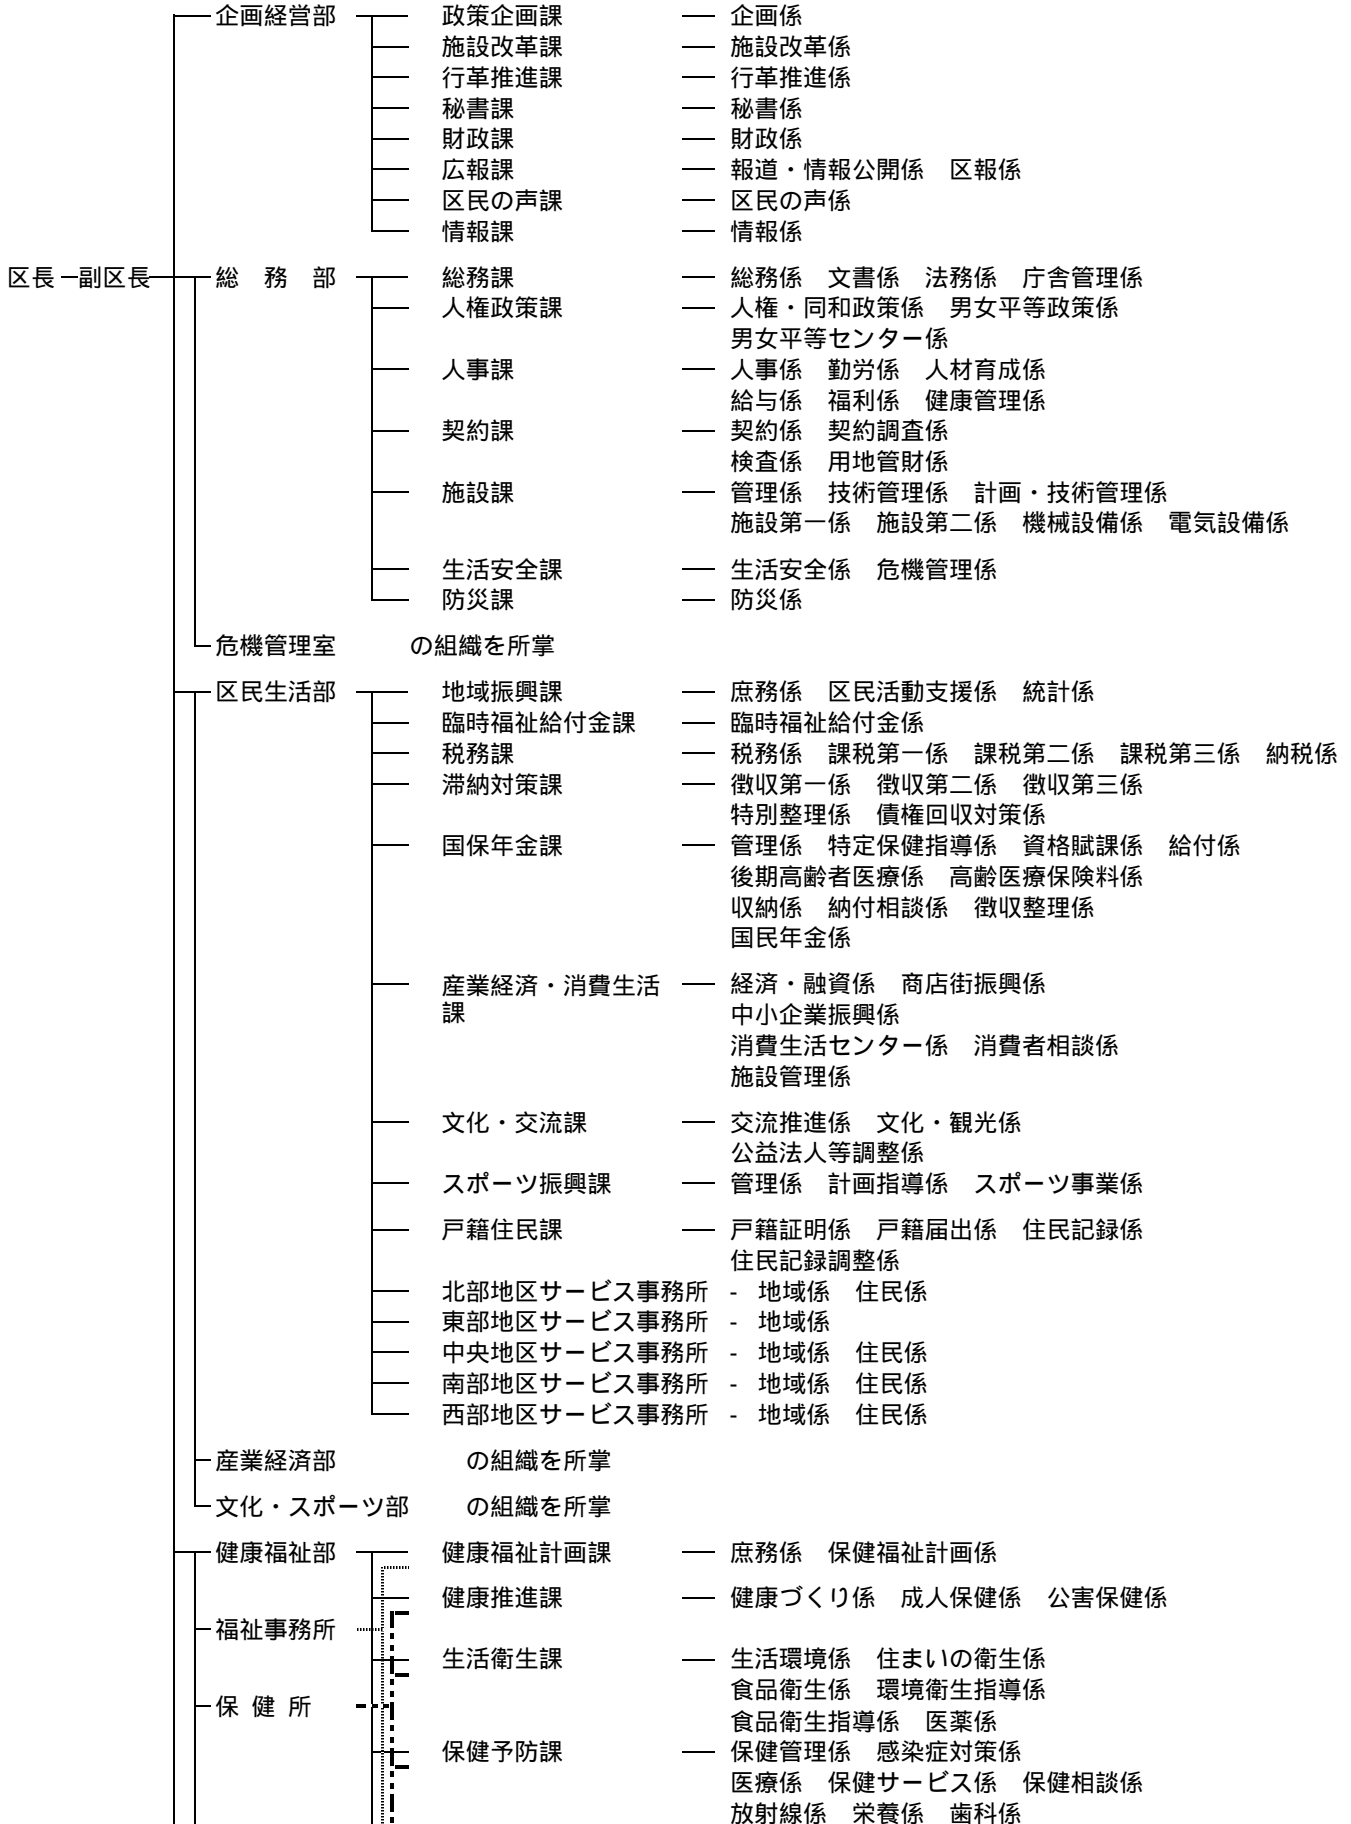 企画経営部 政策企画課 企画係
施設改革課 施設改革係
行革推進課 行革推進係
秘書課 秘書係
財政課 財政係
広報課 報道・情報公開係　区報係
区民の声課 区民の声係
情報課 情報係
区長 副区長 総　務　部 総務課 総務係　文書係　法務係　庁舎管理係
人権政策課 人権・同和政策係　男女平等政策係
男女平等センター係
人事課 人事係　勤労係　人材育成係
給与係　福利係　健康管理係
契約課 契約係　契約調査係
検査係　用地管財係
施設課 管理係　技術管理係　計画・技術管理係
施設第一係　施設第二係　機械設備係　電気設備係
生活安全課 生活安全係　危機管理係
防災課 防災係
危機管理室 の組織を所掌
区民生活部 地域振興課 庶務係　区民活動支援係　統計係
臨時福祉給付金課 臨時福祉給付金係
税務課 税務係　課税第一係　課税第二係　課税第三係　納税係
滞納対策課 徴収第一係　徴収第二係　徴収第三係
特別整理係　債権回収対策係
国保年金課 管理係　特定保健指導係　資格賦課係　給付係
後期高齢者医療係　高齢医療保険料係
収納係　納付相談係　徴収整理係
国民年金係
産業経済・消費生活 経済・融資係　商店街振興係
課 中小企業振興係
消費生活センター係　消費者相談係
施設管理係
文化・交流課 交流推進係　文化・観光係
公益法人等調整係
スポーツ振興課 管理係　計画指導係　スポーツ事業係
戸籍住民課 戸籍証明係　戸籍届出係　住民記録係
住民記録調整係
北部地区サービス事務所 - 地域係　住民係
東部地区サービス事務所 - 地域係
中央地区サービス事務所 - 地域係　住民係
南部地区サービス事務所 - 地域係　住民係
西部地区サービス事務所 - 地域係　住民係
産業経済部 の組織を所掌
文化・スポーツ部 の組織を所掌
健康福祉部 健康福祉計画課 庶務係　保健福祉計画係
健康推進課 健康づくり係　成人保健係　公害保健係
福祉事務所
生活衛生課 生活環境係　住まいの衛生係
食品衛生係　環境衛生指導係
保 健 所
食品衛生指導係　医薬係
保健予防課 保健管理係　感染症対策係
医療係　保健サービス係　保健相談係
放射線係　栄養係　歯科係